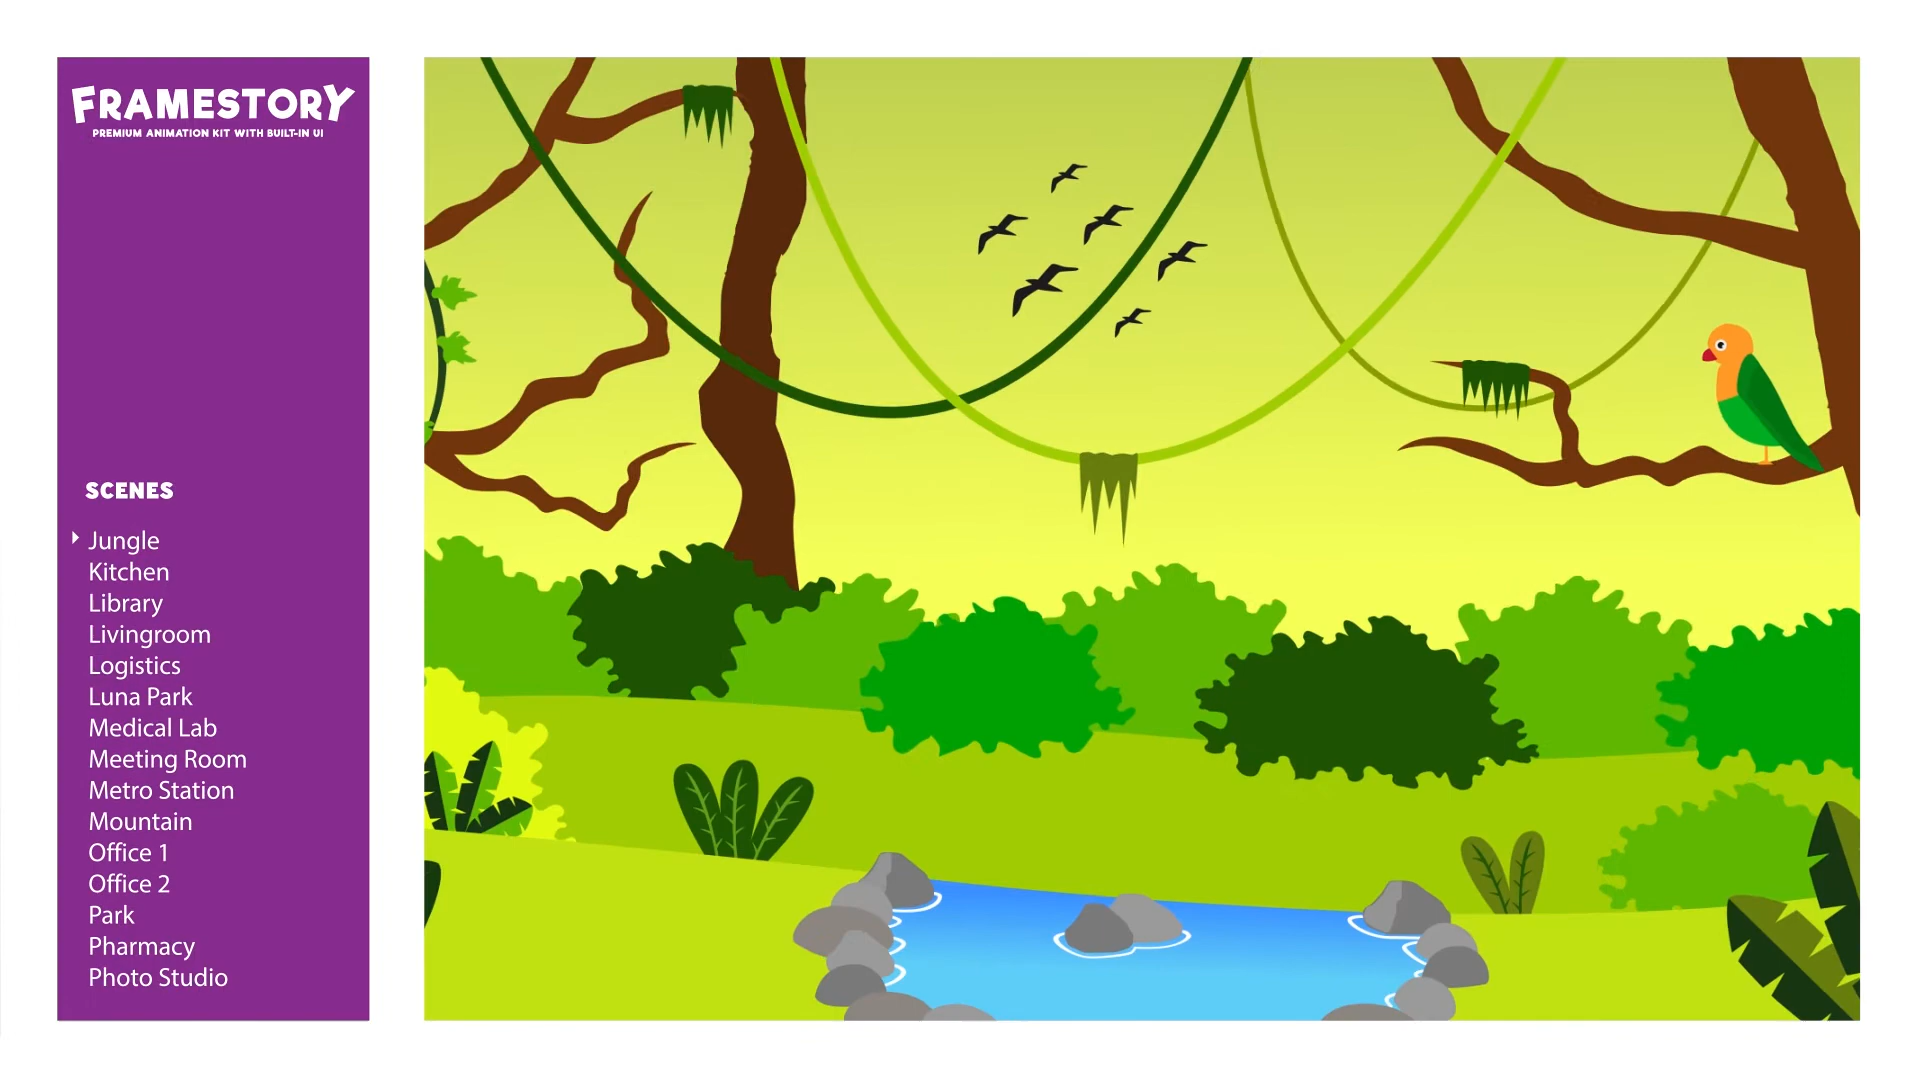 FRAMESTORY
PREMIUM ANIMATION KIT WITH BUILT-IN UI
SCENES
Jungle
Kitchen
Library
Livingroom
Logistics
Luna Park
Medical Lab
Meeting Room
Metro Station
Mountain
Office 1
Office 2
Park
Pharmacy
Photo Studio